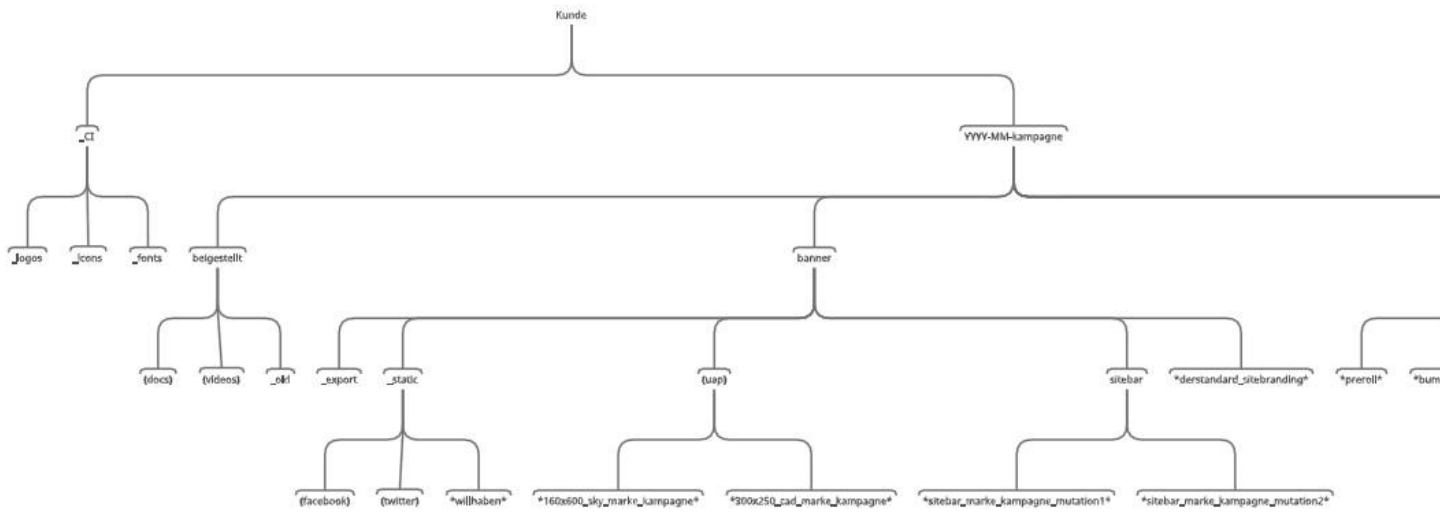 Kunde
_CI
YYYY-MM-kampagne
_logos
_icons
_fonts
beigestellt
banner
(docs)
(videos)
_old
_export
_static
(uap)
sitebar
*derstandard_sitebranding*
*preroll*
*bum
(facebook)
(twitter)
*willhaben*
*160x600_sky_marke_kampagne*
*300x250_cad_marke_kampagne*
*sitebar_marke_kampagne_mutation1*
*sitebar_marke_kampagne_mutation2*